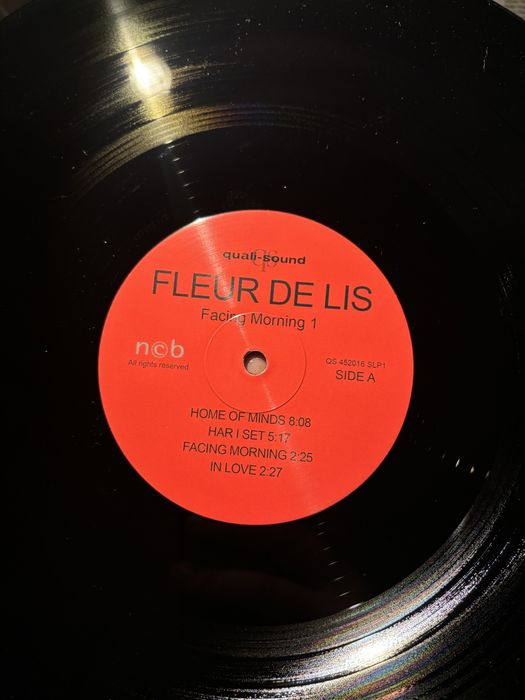 quali-sound
qs
FLEUR DE LIS
Facing Morning 1
n©b
All rights reserved
QS 452016 SLP1
SIDE A
HOME OF MINDS 8:08
HAR I SET 5:17
FACING MORNING 2:25
IN LOVE 2:27